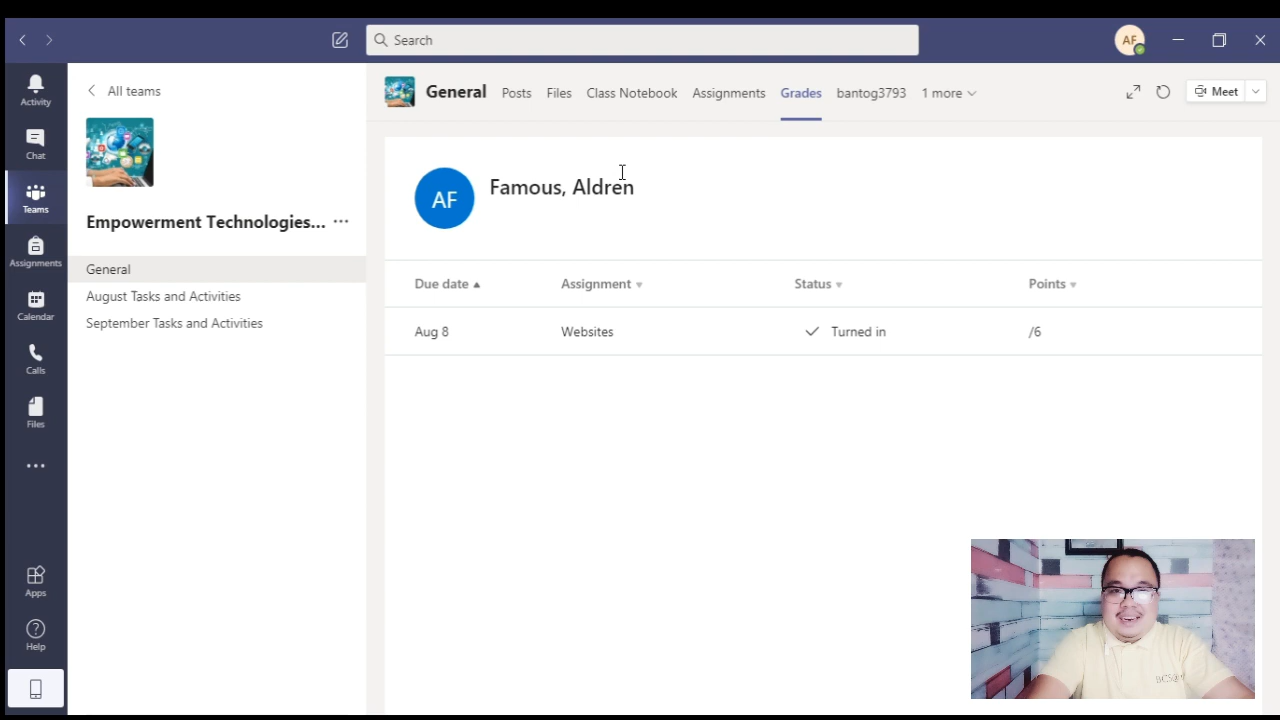 Search
AF
Activity
Chat
Teams
Assignments
Calendar
Calls
Files
Apps
Help
All teams
Empowerment Technologies...
General
August Tasks and Activities
September Tasks and Activities
General Posts Files Class Notebook Assignments Grades bantog3793 1 more
Meet
AF
Famous, Aldren
Due date Assignment Status Points
Aug 8 Websites Turned in /6